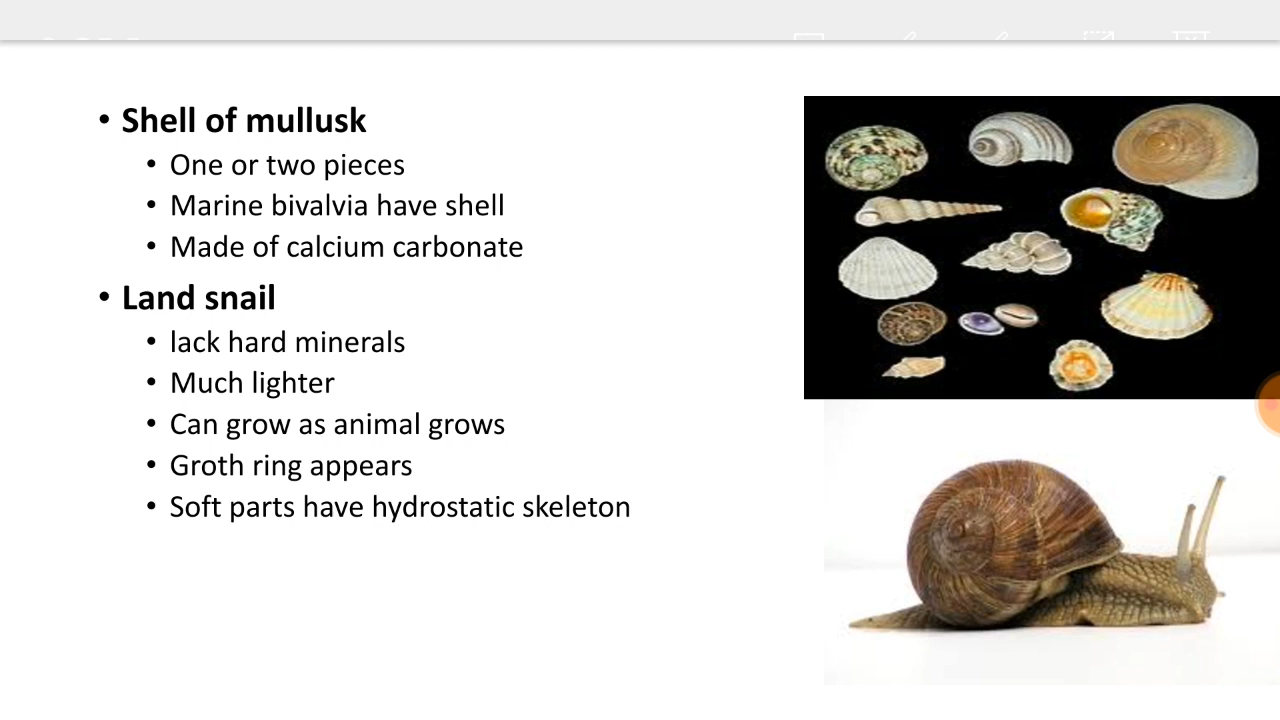 • Shell of mullusk
• One or two pieces
• Marine bivalvia have shell
• Made of calcium carbonate
• Land snail
• lack hard minerals
• Much lighter
• Can grow as animal grows
• Groth ring appears
• Soft parts have hydrostatic skeleton